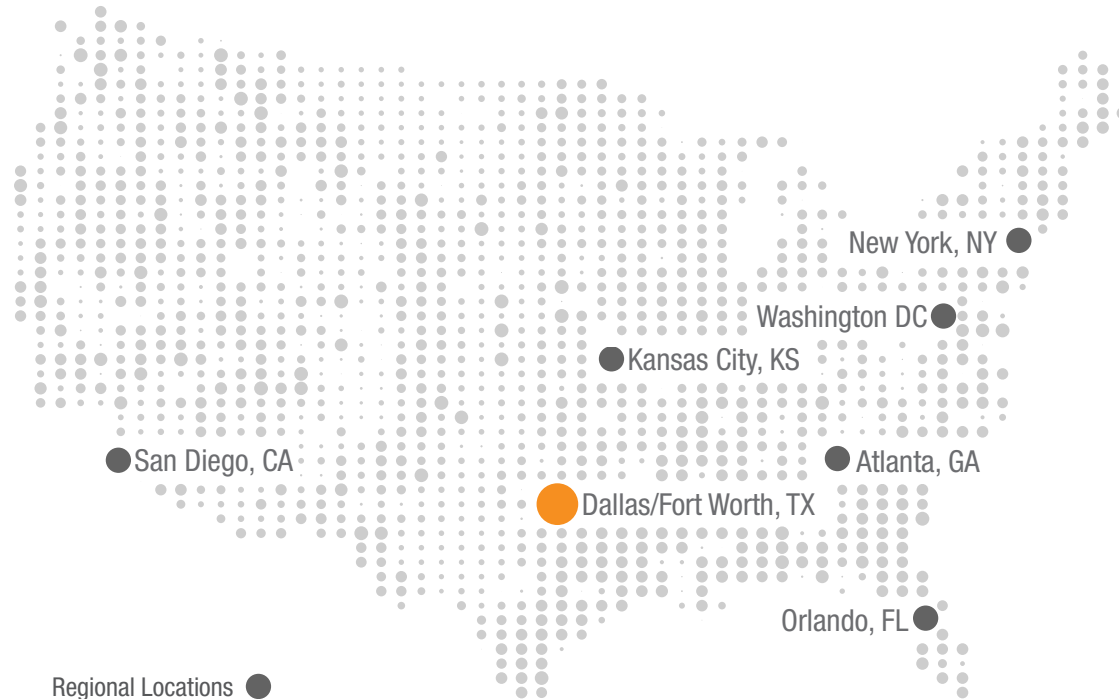 New York, NY
Washington DC
Kansas City, KS
San Diego, CA
Atlanta, GA
Dallas/Fort Worth, TX
Orlando, FL
Regional Locations